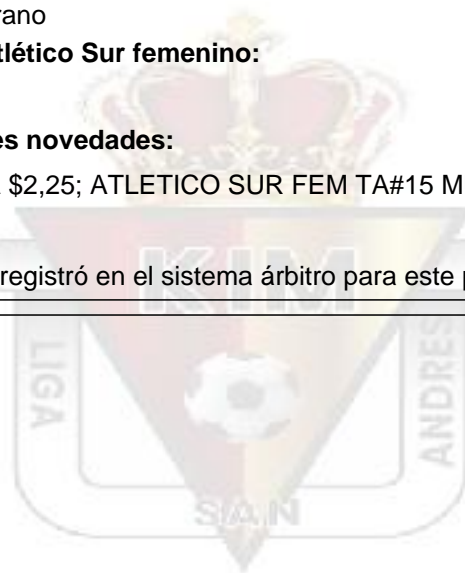 rano
tlético Sur femenino:
es novedades:
$2,25; ATLETICO SUR FEM TA#15 M
registró en el sistema árbitro para este p
KIM
LIGA
ANDRES
SAN